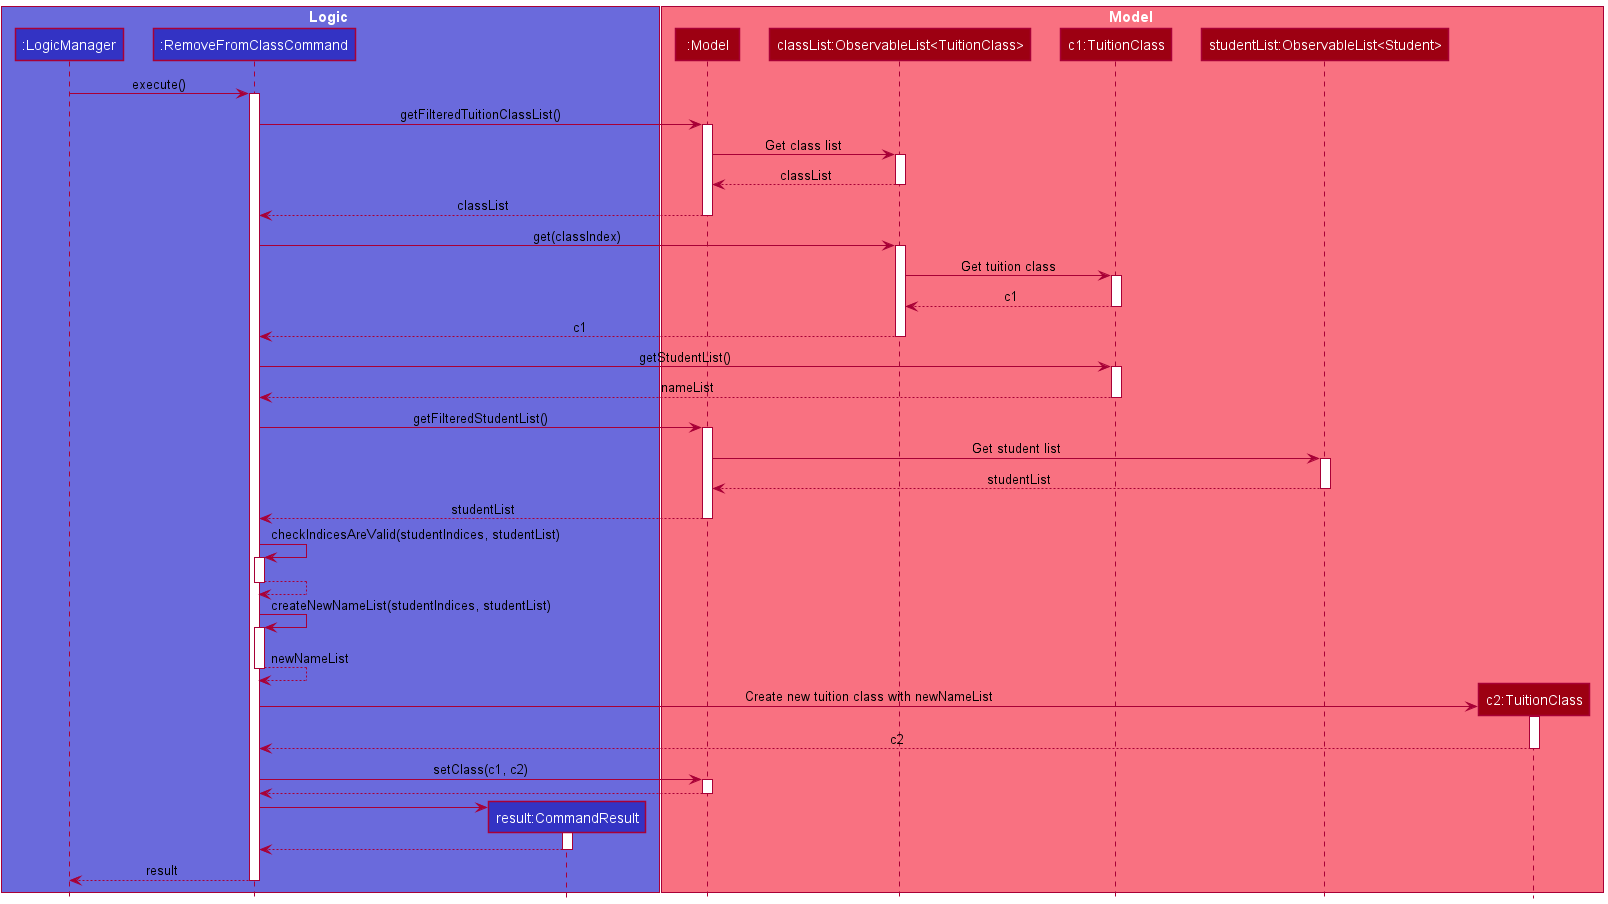 Logic
Model
:LogicManager
:RemoveFromClassCommand
:Model
classList:ObservableList<TuitionClass>
c1:TuitionClass
studentList:ObservableList<Student>
execute()
getFilteredTuitionClassList()
Get class list
classList
classList
get(classIndex)
Get tuition class
c1
c1
getStudentList()
nameList
getFilteredStudentList()
Get student list
studentList
studentList
checkIndicesAreValid(studentIndices, studentList)
createNewNameList(studentIndices, studentList)
newNameList
Create new tuition class with newNameList
c2:TuitionClass
c2
setClass(c1, c2)
result:CommandResult
result